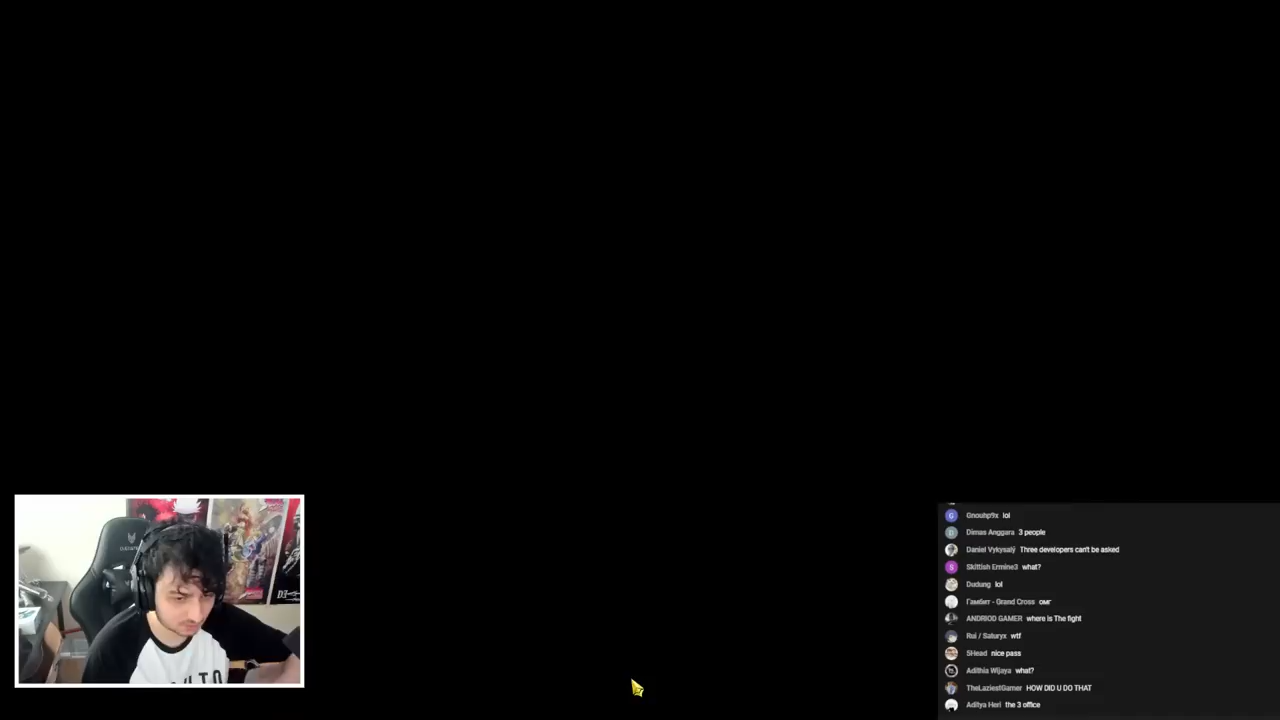 Gnouhp9x lol
Dimas Anggara 3 people
Daniel Vykysalý Three developers can't be asked
Skittish Ermine3 what?
Dudung lol
Гамбит - Grand Cross омг
ANDRIOD GAMER where is The fight
Rui / Saturyx wtf
5Head nice pass
Adithia Wijaya what?
TheLaziestGamer HOW DID U DO THAT
Aditya Heri the 3 office